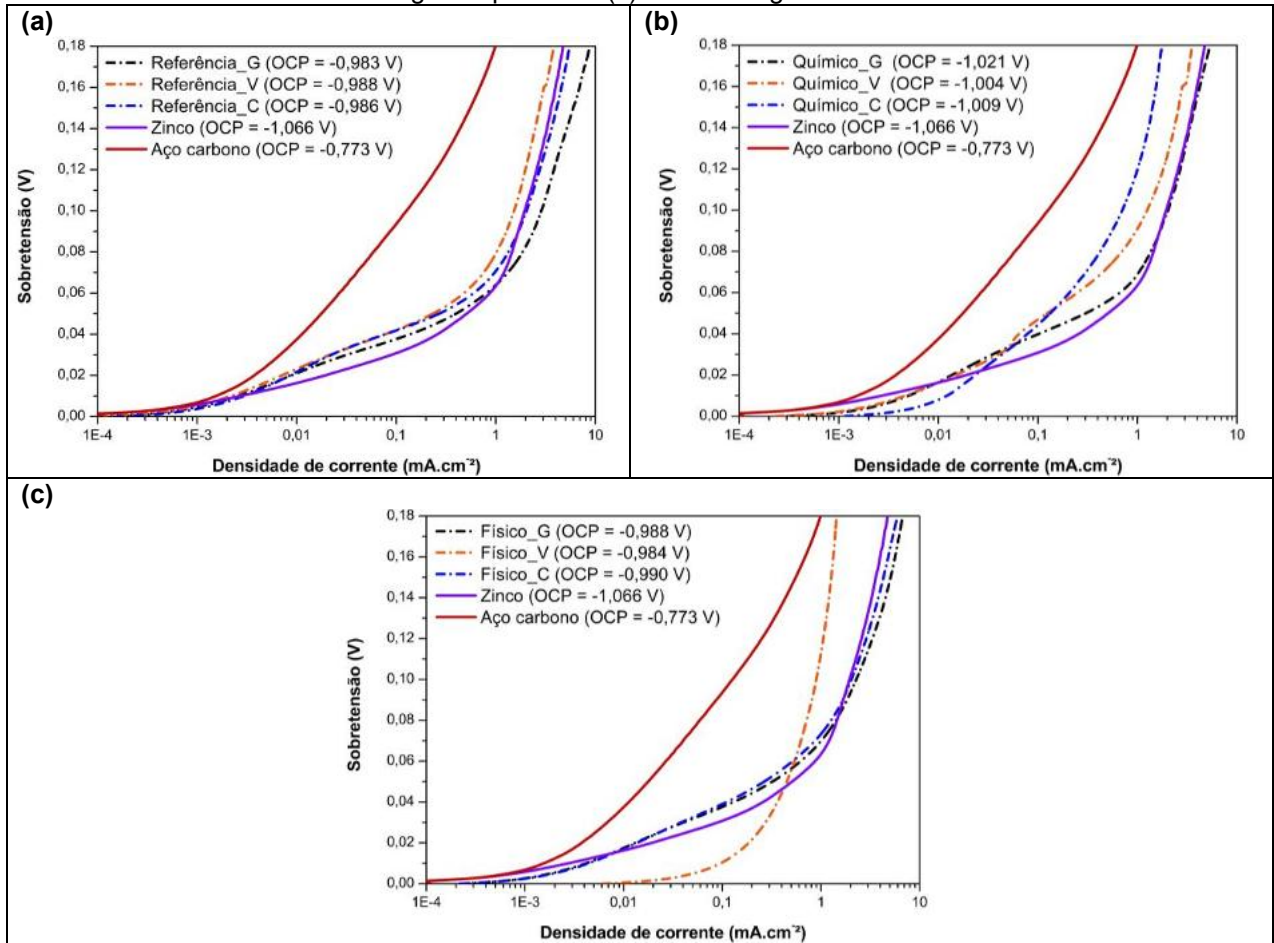 (a)
0,18
0,16
0,14
0,12
0,10
0,08
0,06
0,04
0,02
0,00
Sobretensão (V)
Referência_G (OCP = -0,983 V)
Referência_V (OCP = -0,988 V)
Referência_C (OCP = -0,986 V)
Zinco (OCP = -1,066 V)
Aço carbono (OCP = -0,773 V)
1E-4 1E-3 0,01 0,1 1 10
Densidade de corrente (mA.cm⁻²)
(b)
0,18
0,16
0,14
0,12
0,10
0,08
0,06
0,04
0,02
0,00
Sobretensão (V)
Químico_G (OCP = -1,021 V)
Químico_V (OCP = -1,004 V)
Químico_C (OCP = -1,009 V)
Zinco (OCP = -1,066 V)
Aço carbono (OCP = -0,773 V)
1E-4 1E-3 0,01 0,1 1 10
Densidade de corrente (mA.cm⁻²)
(c)
0,18
0,16
0,14
0,12
0,10
0,08
0,06
0,04
0,02
0,00
Sobretensão (V)
Físico_G (OCP = -0,988 V)
Físico_V (OCP = -0,984 V)
Físico_C (OCP = -0,990 V)
Zinco (OCP = -1,066 V)
Aço carbono (OCP = -0,773 V)
1E-4 1E-3 0,01 0,1 1 10
Densidade de corrente (mA.cm⁻²)